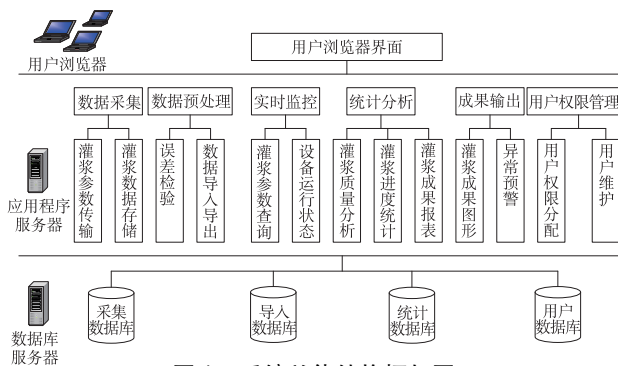 用户浏览器界面
用户浏览器
数据采集
数据预处理
实时监控
统计分析
成果输出
用户权限管理
灌浆参数传输
灌浆数据存储
误差检验
数据导入导出
灌浆参数查询
设备运行状态
灌浆质量分析
灌浆进度统计
灌浆成果报表
灌浆成果图形
异常预警
用户权限分配
用户维护
应用程序
服务器
采集
数据库
导入
数据库
统计
数据库
用户
数据库
数据库
服务器